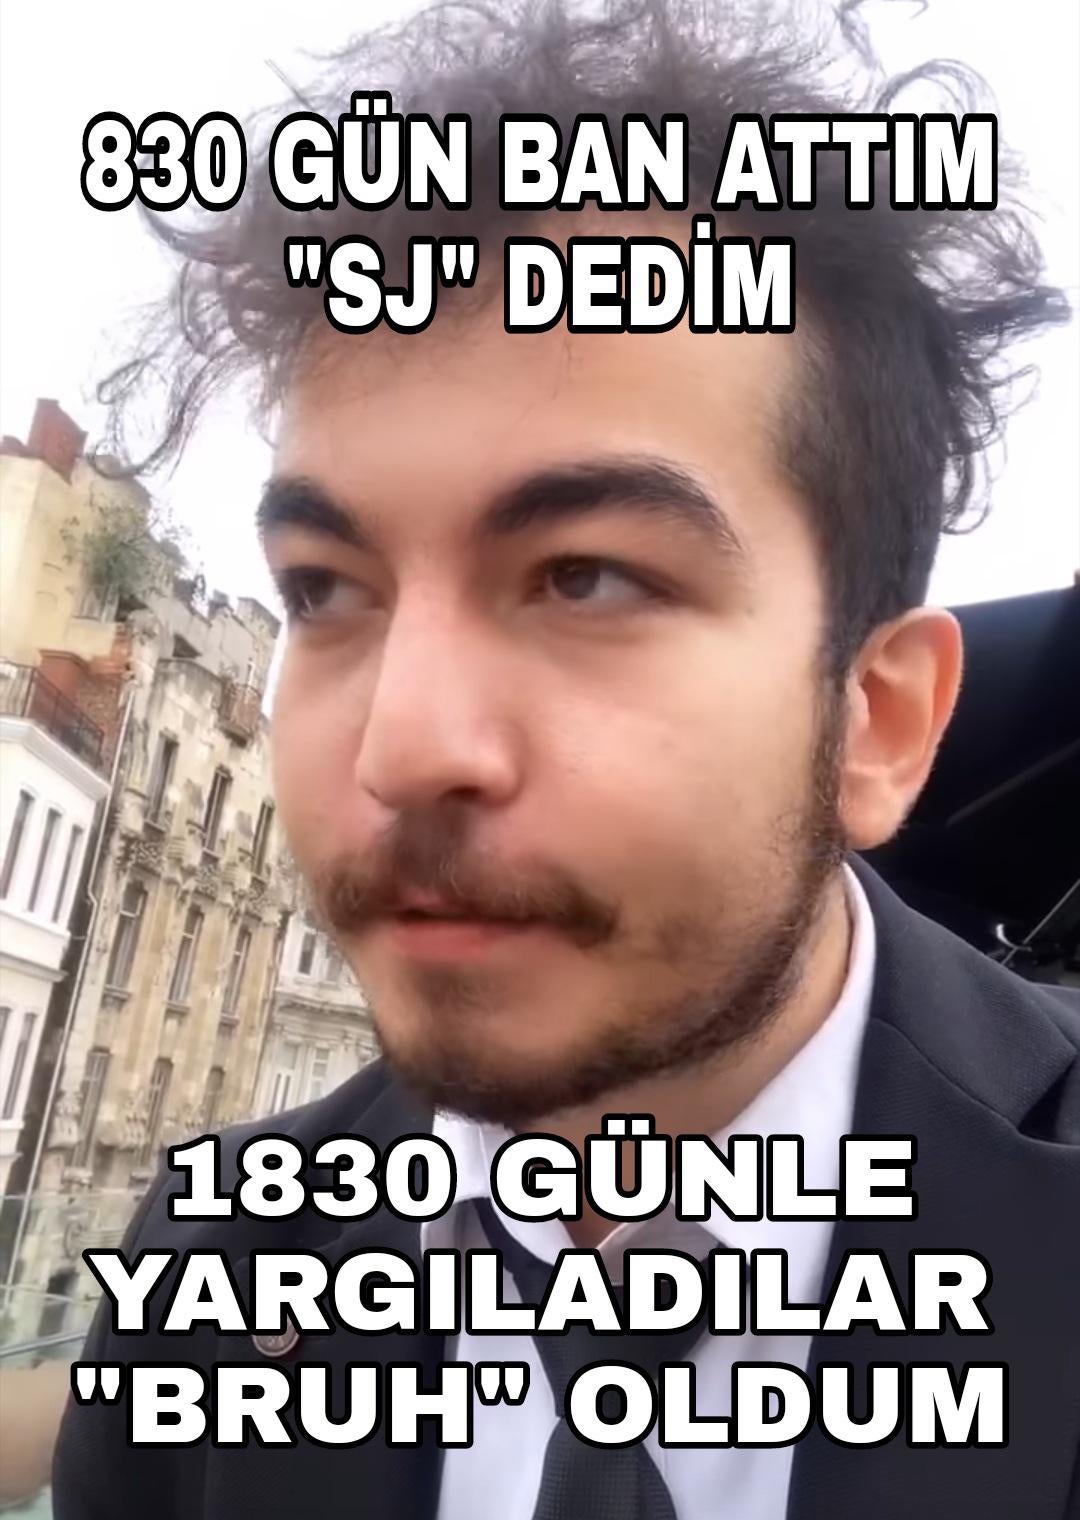 830 GÜN BAN ATTIM
"SJ" DEDİM
1830 GÜNLE
YARGILADILAR
"BRUH" OLDUM